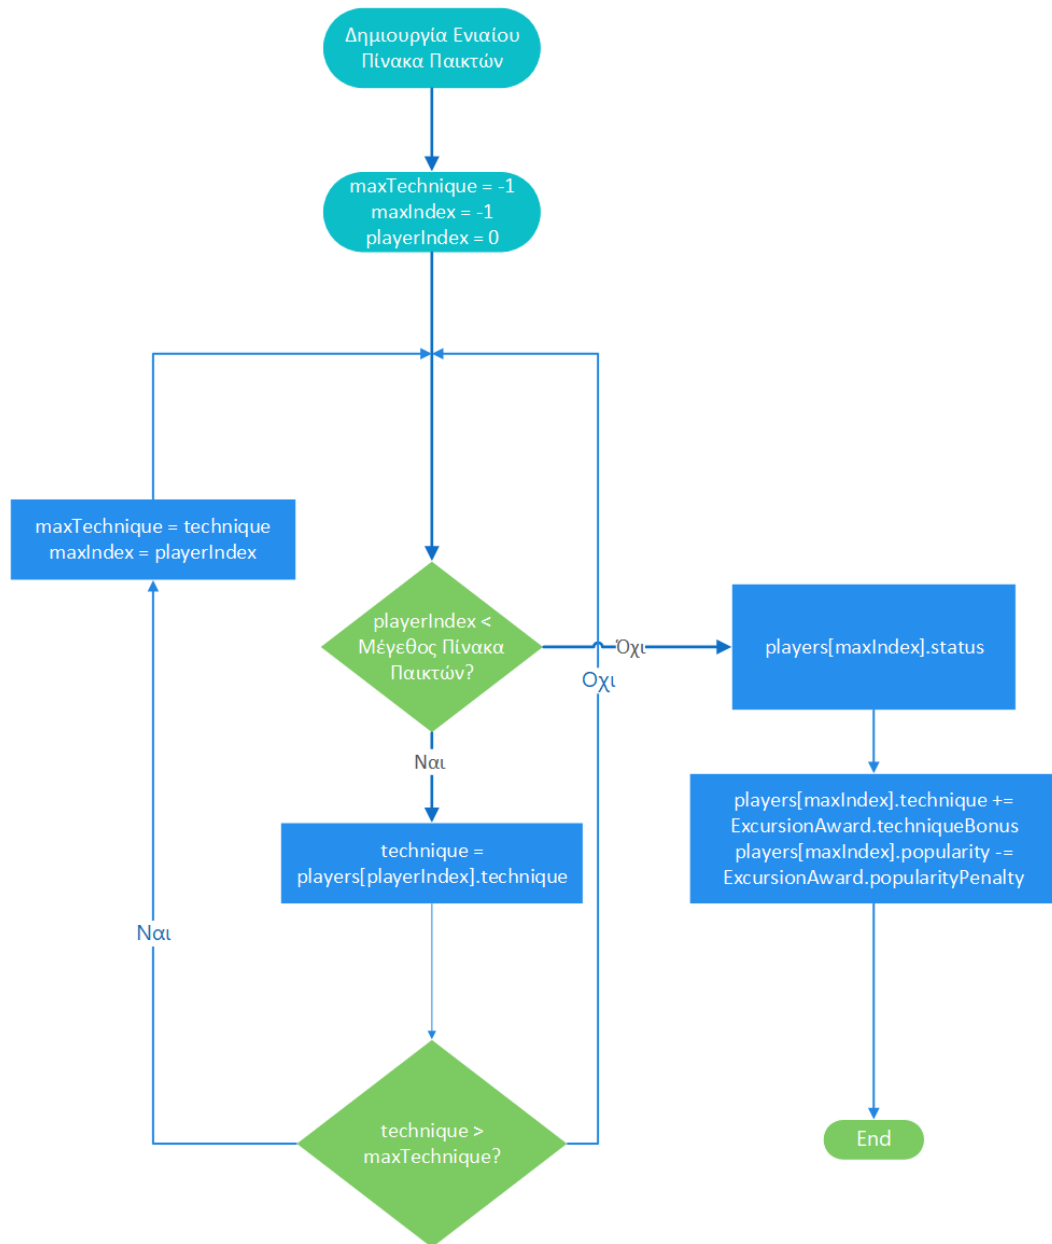 Δημιουργία Ενιαίου
Πίνακα Παικτών
maxTechnique = -1
maxIndex = -1
playerIndex = 0
maxTechnique = technique
maxIndex = playerIndex
playerIndex <
Μέγεθος Πίνακα
Παικτών?
Όχι
players[maxIndex].status
Οχι
Ναι
players[maxIndex].technique +=
ExcursionAward.techniqueBonus
players[maxIndex].popularity -=
ExcursionAward.popularityPenalty
technique =
players[playerIndex].technique
Ναι
technique >
maxTechnique?
End